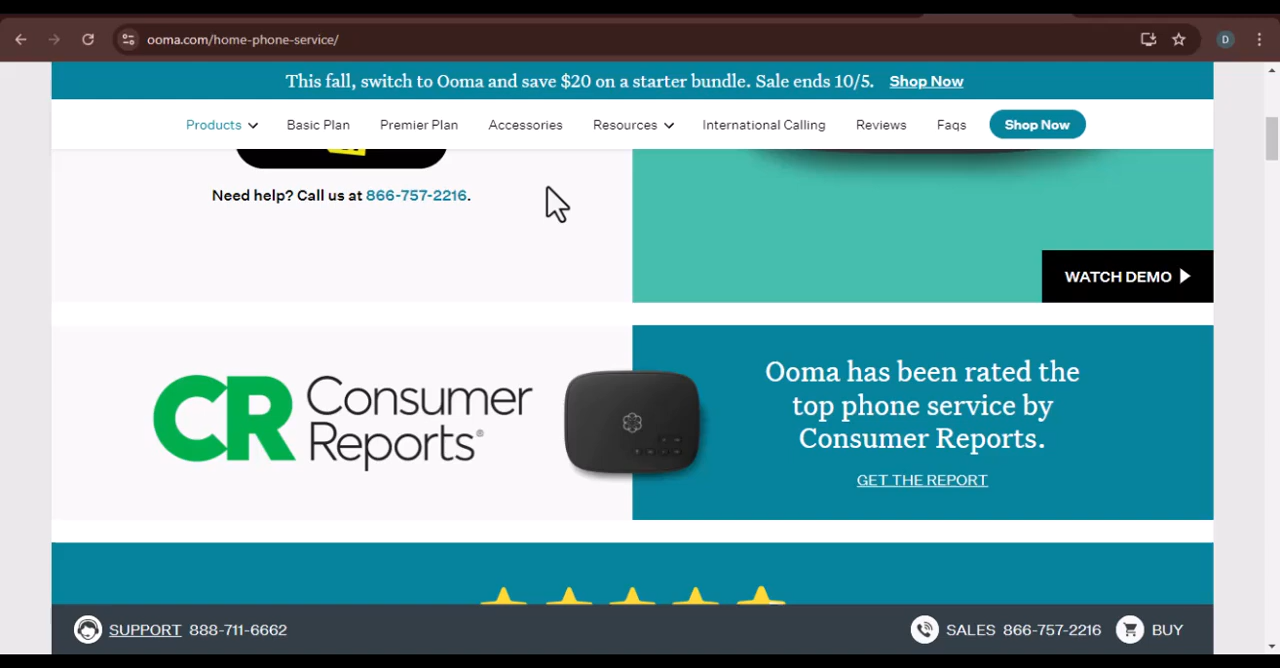 ooma.com/home-phone-service/
D
This fall, switch to Ooma and save $20 on a starter bundle. Sale ends 10/5. Shop Now
Products Basic Plan Premier Plan Accessories Resources International Calling Reviews Faqs Shop Now
Need help? Call us at 866-757-2216.
WATCH DEMO
CR Consumer Reports®
Ooma has been rated the
top phone service by
Consumer Reports.
GET THE REPORT
SUPPORT 888-711-6662 SALES 866-757-2216 BUY